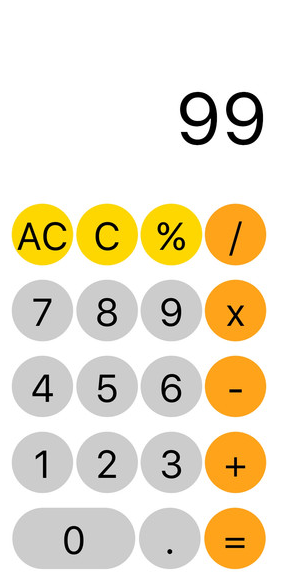 99
AC C % /
7 8 9 x
4 5 6 -
1 2 3 +
0 . =